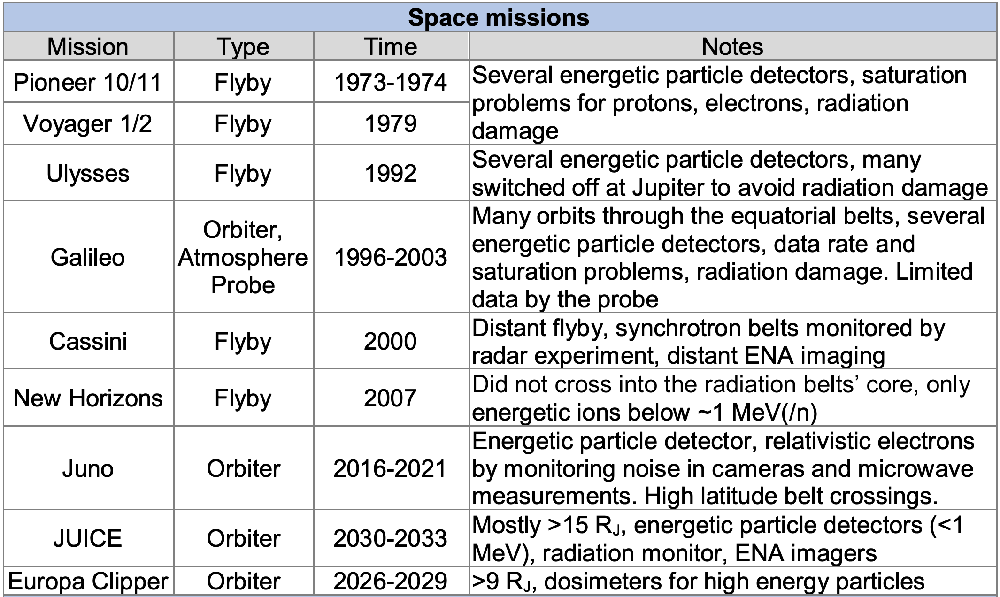 Space missions
Mission Type Time Notes
Pioneer 10/11 Flyby 1973-1974
Several energetic particle detectors, saturation
problems for protons, electrons, radiation
damage
Voyager 1/2 Flyby 1979
Ulysses Flyby 1992
Several energetic particle detectors, many
switched off at Jupiter to avoid radiation damage
Galileo
Orbiter,
Atmosphere
Probe
1996-2003
Many orbits through the equatorial belts, several
energetic particle detectors, data rate and
saturation problems, radiation damage. Limited
data by the probe
Cassini Flyby 2000
Distant flyby, synchrotron belts monitored by
radar experiment, distant ENA imaging
New Horizons Flyby 2007
Did not cross into the radiation belts’ core, only
energetic ions below ~1 MeV(/n)
Juno Orbiter 2016-2021
Energetic particle detector, relativistic electrons
by monitoring noise in cameras and microwave
measurements. High latitude belt crossings.
JUICE Orbiter 2030-2033
Mostly >15 RJ, energetic particle detectors (<1
MeV), radiation monitor, ENA imagers
Europa Clipper Orbiter 2026-2029 >9 RJ, dosimeters for high energy particles